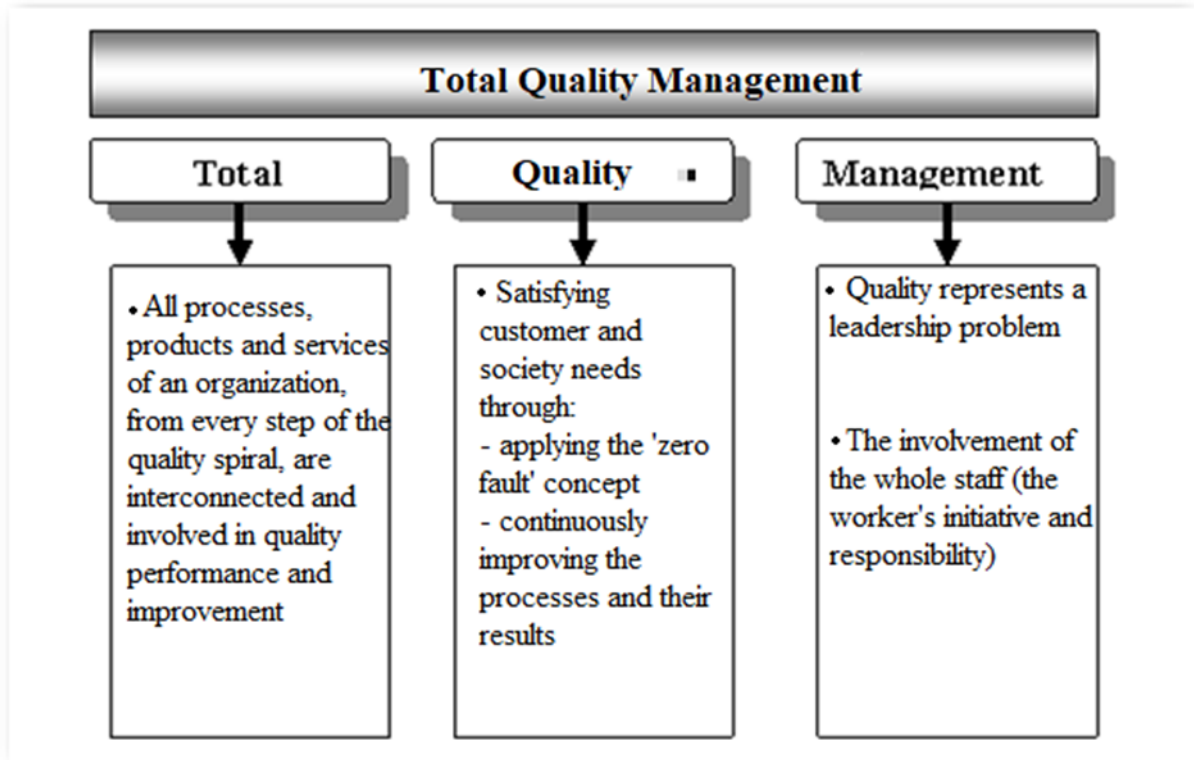 Total Quality Management
Total
Quality
Management
• All processes,
products and services
of an organization,
from every step of the
quality spiral, are
interconnected and
involved in quality
performance and
improvement
• Satisfying
customer and
society needs
through:
- applying the 'zero
fault' concept
- continuously
improving the
processes and their
results
• Quality represents a
leadership problem
• The involvement of
the whole staff (the
worker's initiative and
responsibility)